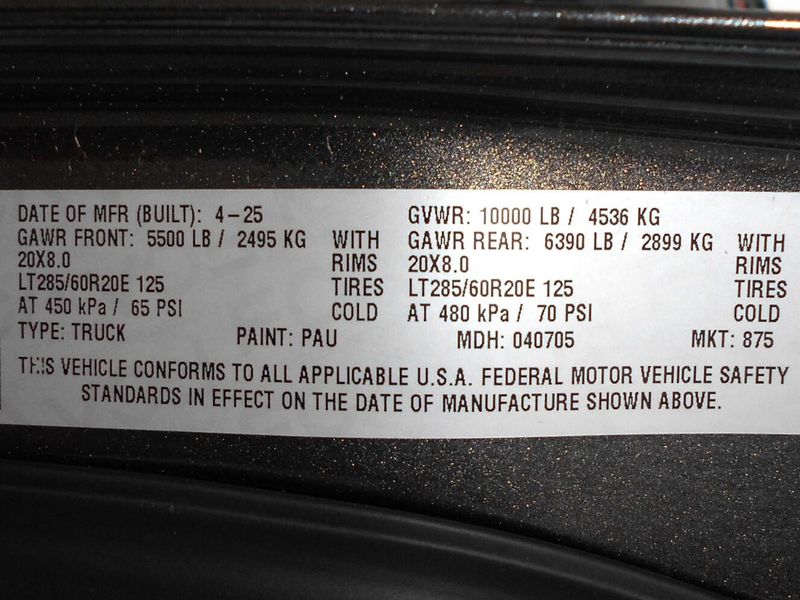 DATE OF MFR (BUILT): 4-25 GVWR: 10000 LB / 4536 KG
GAWR FRONT: 5500 LB / 2495 KG WITH GAWR REAR: 6390 LB / 2899 KG WITH
20X8.0 RIMS 20X8.0 RIMS
LT285/60R20E 125 TIRES LT285/60R20E 125 TIRES
AT 450 kPa / 65 PSI COLD AT 480 kPa / 70 PSI COLD
TYPE: TRUCK PAINT: PAU MDH: 040705 MKT: 875
THIS VEHICLE CONFORMS TO ALL APPLICABLE U.S.A. FEDERAL MOTOR VEHICLE SAFETY
STANDARDS IN EFFECT ON THE DATE OF MANUFACTURE SHOWN ABOVE.